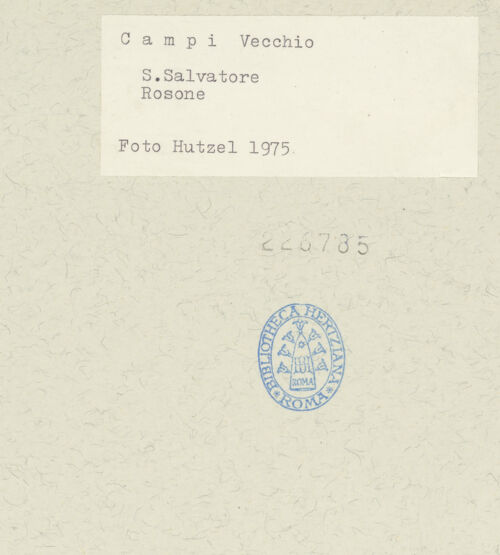 C a m p i Vecchio
S.Salvatore
Rosone
Foto Hutzel 1975
226785
BIBLIOTHECA HERTZIANA
ROMA
ROMA